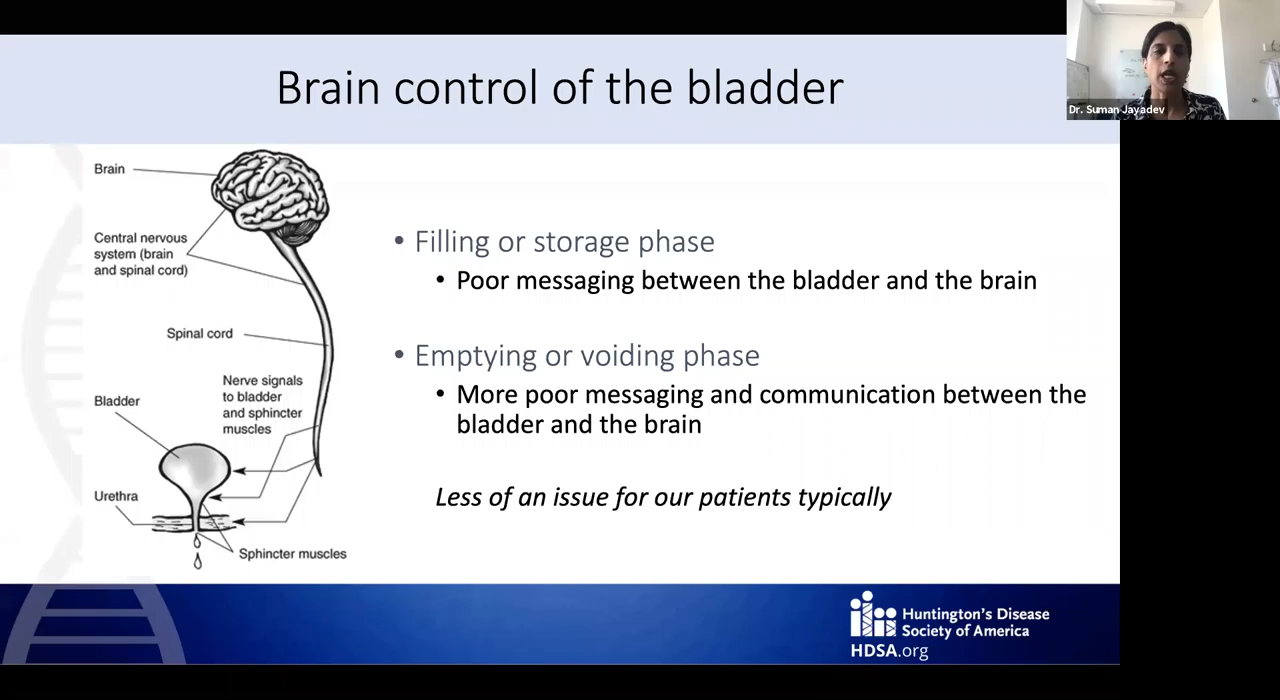 Brain control of the bladder
Dr. Suman Jayadev
Brain
Central nervous
system (brain
and spinal cord)
Spinal cord
Nerve signals
to bladder
and sphincter
muscles
Bladder
Urethra
Sphincter muscles
• Filling or storage phase
• Poor messaging between the bladder and the brain
• Emptying or voiding phase
• More poor messaging and communication between the
bladder and the brain
Less of an issue for our patients typically
Huntington's Disease
Society of America
HDSA.org